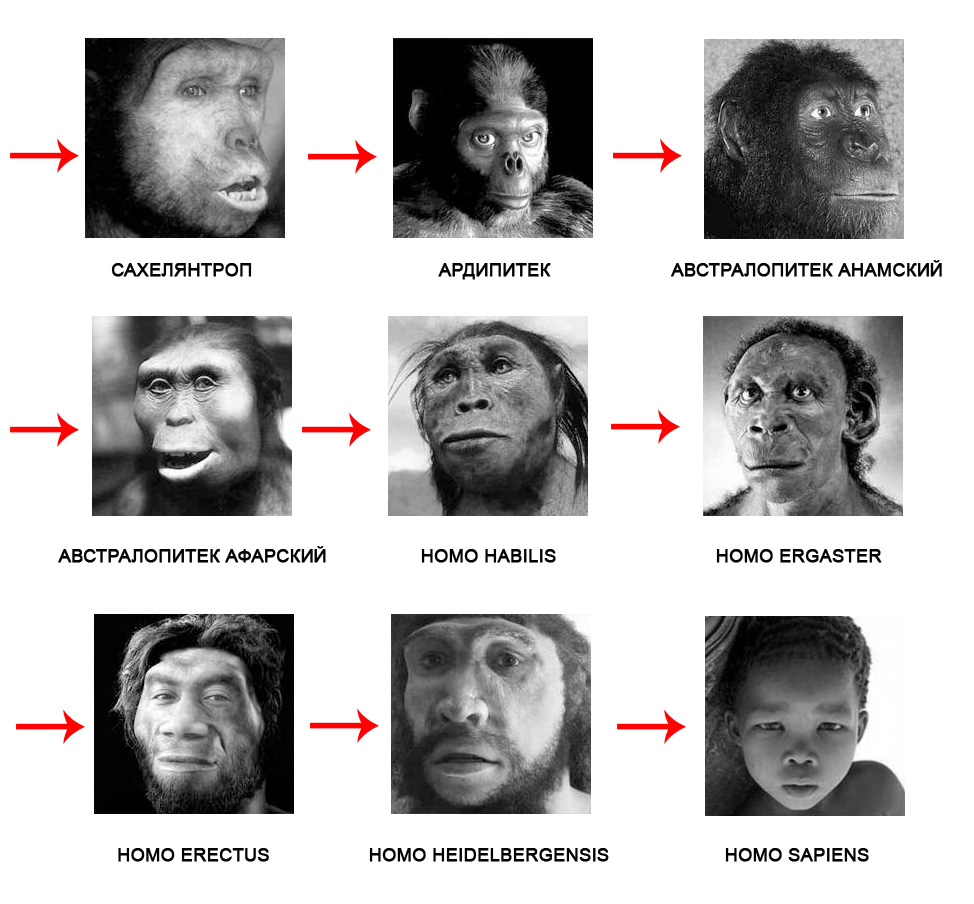 САХЕЛЯНТРОП
АРДИПИТЕК
АВСТРАЛОПИТЕК АНАМСКИЙ
АВСТРАЛОПИТЕК АФАРСКИЙ
HOMO HABILIS
HOMO ERGASTER
HOMO ERECTUS
HOMO HEIDELBERGENSIS
HOMO SAPIENS